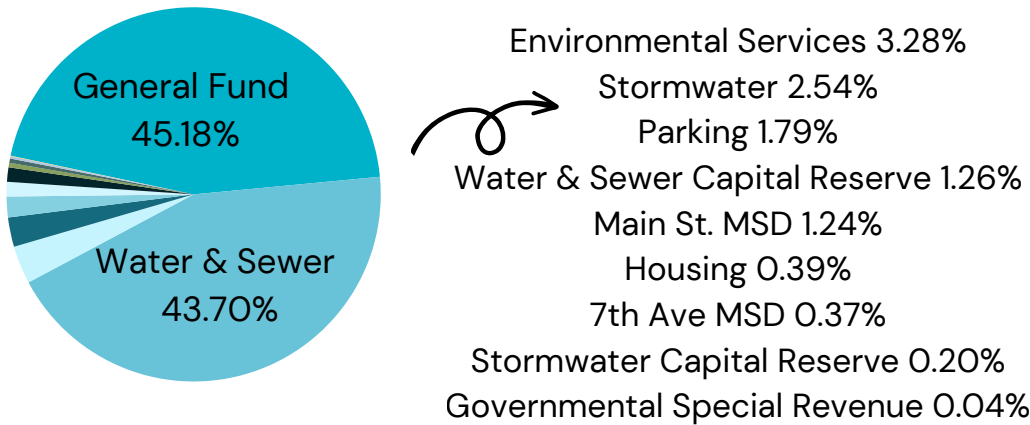 General Fund
45.18%
Water & Sewer
43.70%
Environmental Services 3.28%
Stormwater 2.54%
Parking 1.79%
Water & Sewer Capital Reserve 1.26%
Main St. MSD 1.24%
Housing 0.39%
7th Ave MSD 0.37%
Stormwater Capital Reserve 0.20%
Governmental Special Revenue 0.04%